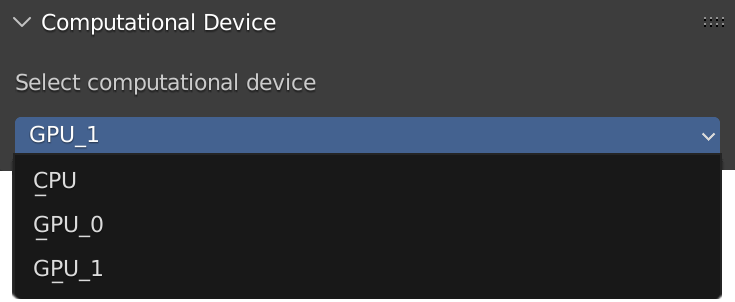 Computational Device
Select computational device
GPU_1
CPU
GPU_0
GPU_1